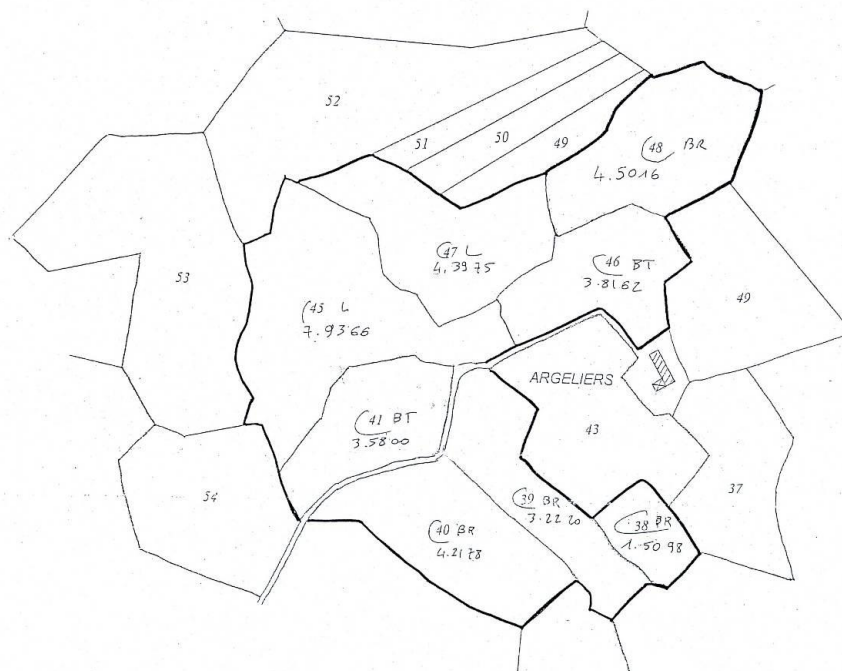 52
51
50
49
48 BR
4.5016
47 L
4.3975
46 BT
3.8162
53
45 L
7.9366
49
ARGELIERS
41 BT
3.5800
43
54
39 BR
3.2220
38 BR
1.5098
37
40 BR
4.2178